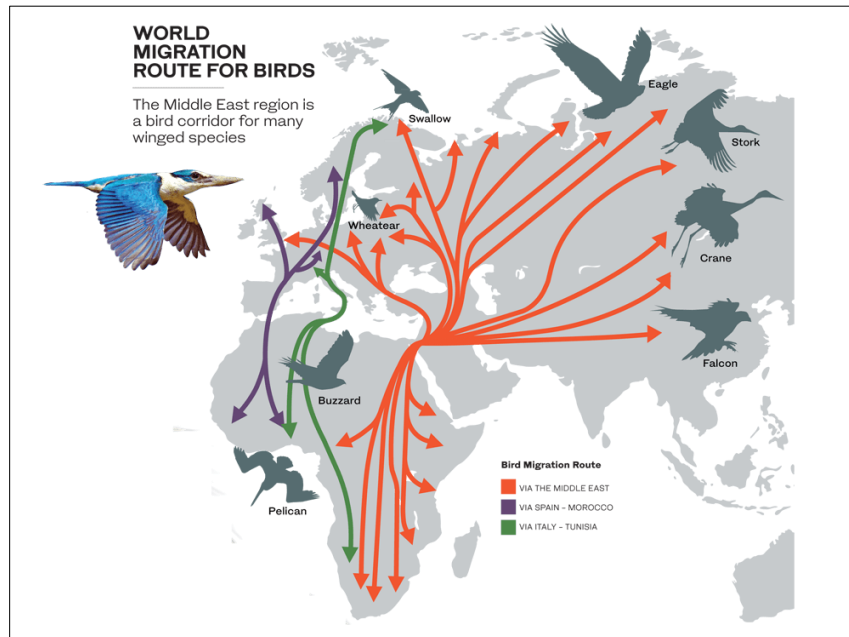 WORLD
MIGRATION
ROUTE FOR BIRDS
The Middle East region is
a bird corridor for many
winged species
Eagle
Swallow
Stork
Wheatear
Crane
Falcon
Buzzard
Pelican
Bird Migration Route
VIA THE MIDDLE EAST
VIA SPAIN – MOROCCO
VIA ITALY – TUNISIA